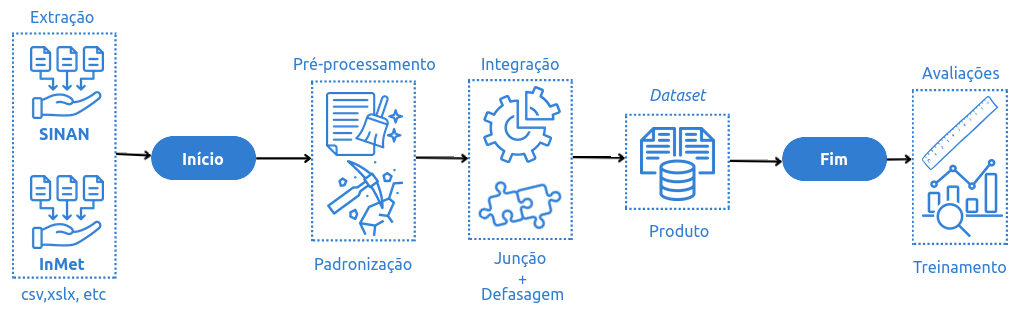 Extração
SINAN
InMet
csv,xslx, etc
Início
Pré-processamento
Padronização
Integração
Junção
+
Defasagem
Dataset
Produto
Fim
Avaliações
Treinamento